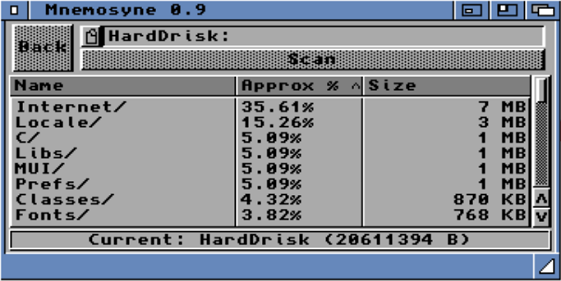 Mnemosyne 0.9
Back
HardDrisk:
Scan
Name Approx % ^ Size
Internet/ 35.61% 7 MB
Locale/ 15.26% 3 MB
C/ 5.09% 1 MB
Libs/ 5.09% 1 MB
MUI/ 5.09% 1 MB
Prefs/ 5.09% 1 MB
Classes/ 4.32% 870 KB
Fonts/ 3.82% 768 KB
Current: HardDrisk (20611394 B)